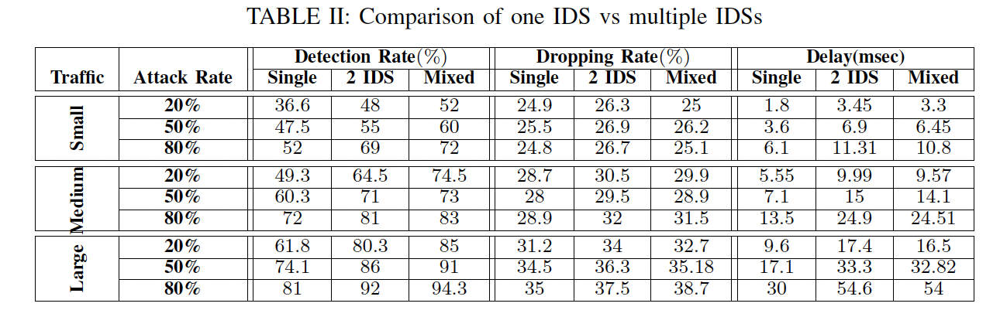 TABLE II: Comparison of one IDS vs multiple IDSs
Detection Rate(%) Dropping Rate(%) Delay(msec)
Traffic Attack Rate Single 2 IDS Mixed Single 2 IDS Mixed Single 2 IDS Mixed
Small
20% 36.6 48 52 24.9 26.3 25 1.8 3.45 3.3
50% 47.5 55 60 25.5 26.9 26.2 3.6 6.9 6.45
80% 52 69 72 24.8 26.7 25.1 6.1 11.31 10.8
Medium
20% 49.3 64.5 74.5 28.7 30.5 29.9 5.55 9.99 9.57
50% 60.3 71 73 28 29.5 28.9 7.1 15 14.1
80% 72 81 83 28.9 32 31.5 13.5 24.9 24.51
Large
20% 61.8 80.3 85 31.2 34 32.7 9.6 17.4 16.5
50% 74.1 86 91 34.5 36.3 35.18 17.1 33.3 32.82
80% 81 92 94.3 35 37.5 38.7 30 54.6 54